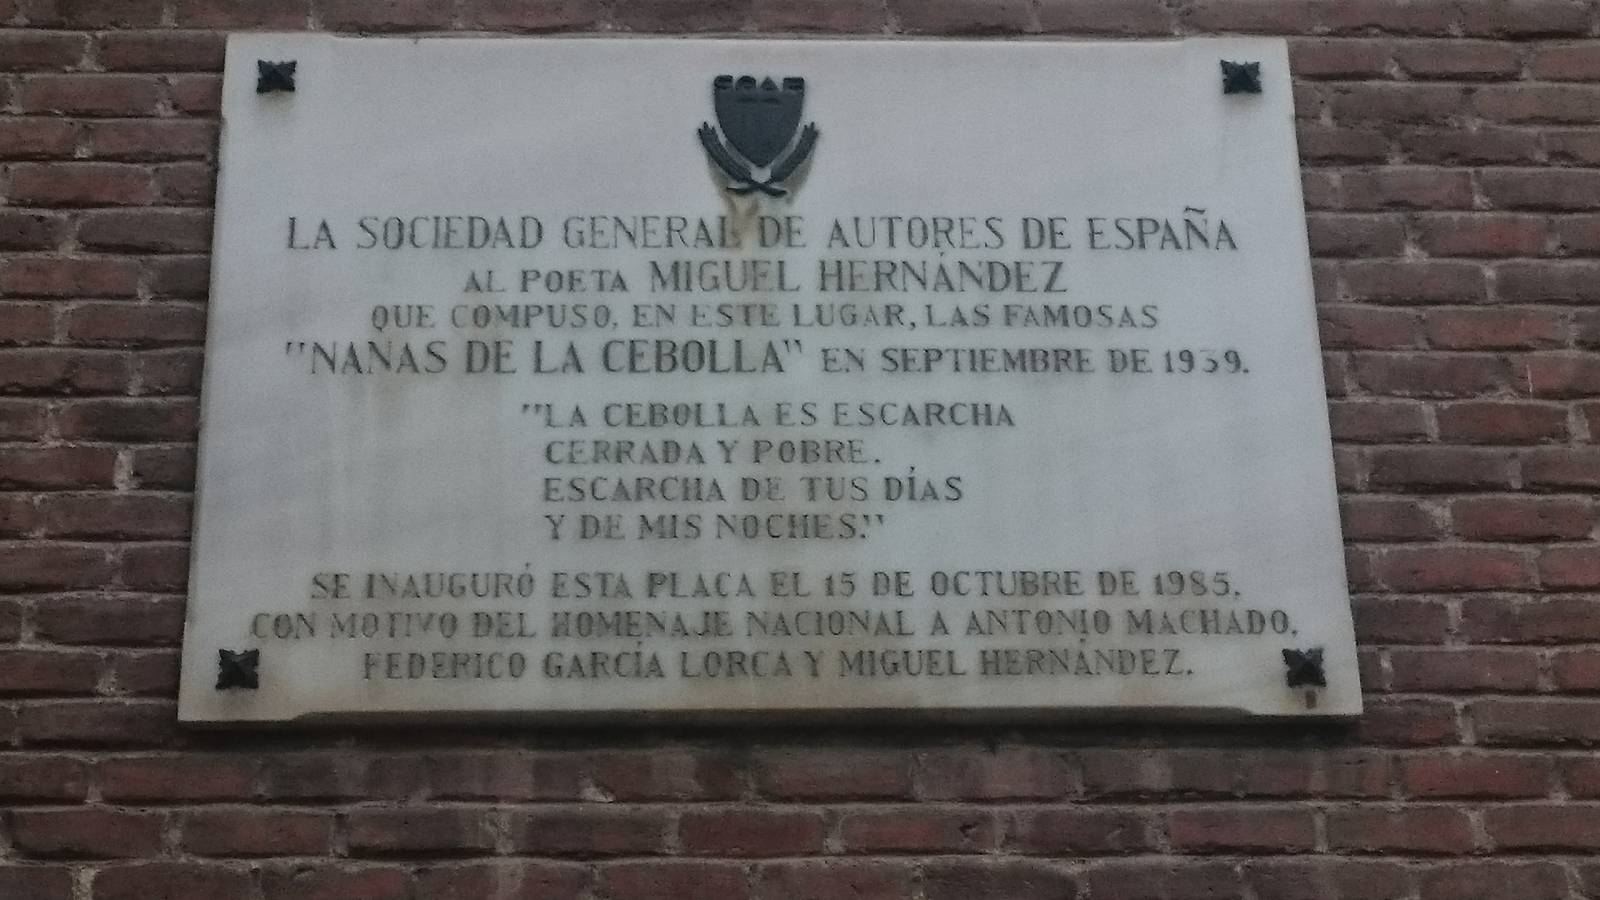 SGAE
LA SOCIEDAD GENERAL DE AUTORES DE ESPAÑA
AL POETA MIGUEL HERNÁNDEZ
QUE COMPUSO, EN ESTE LUGAR, LAS FAMOSAS
"NANAS DE LA CEBOLLA" EN SEPTIEMBRE DE 1939.
"LA CEBOLLA ES ESCARCHA
CERRADA Y POBRE.
ESCARCHA DE TUS DÍAS
Y DE MIS NOCHES."
SE INAUGURÓ ESTA PLACA EL 15 DE OCTUBRE DE 1985,
CON MOTIVO DEL HOMENAJE NACIONAL A ANTONIO MACHADO,
FEDERICO GARCÍA LORCA Y MIGUEL HERNÁNDEZ.